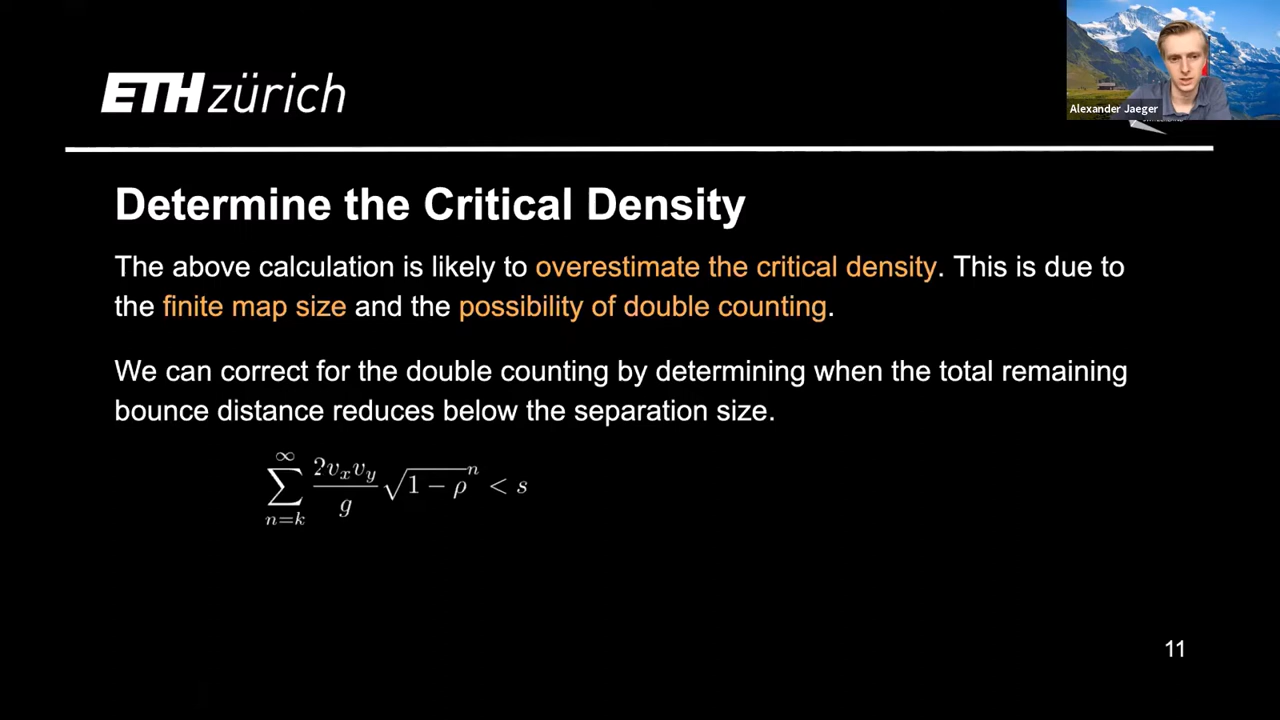 ETH zürich
Alexander Jaeger
Determine the Critical Density
The above calculation is likely to overestimate the critical density. This is due to
the finite map size and the possibility of double counting.
We can correct for the double counting by determining when the total remaining
bounce distance reduces below the separation size.
∑_{n=k}^{∞} \frac{2v_x v_y}{g} \sqrt{1 − ρ}^n < s
11